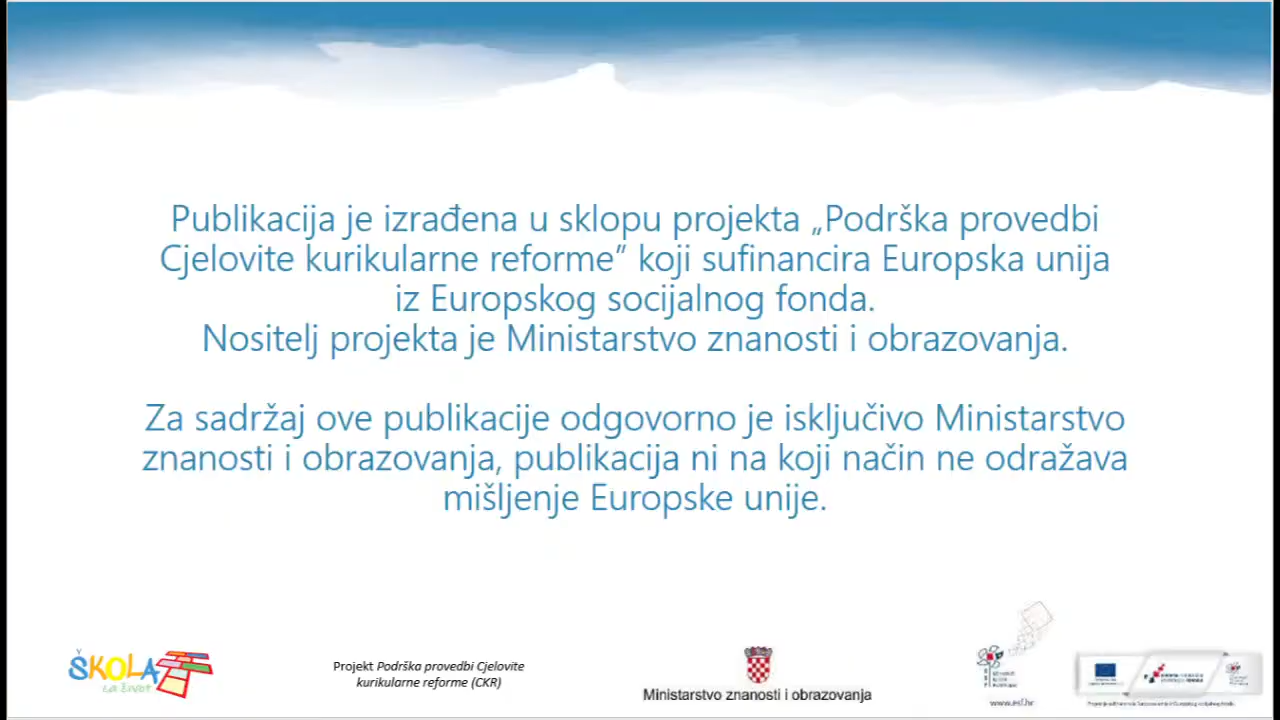 Publikacija je izrađena u sklopu projekta „Podrška provedbi
Cjelovite kurikularne reforme” koji sufinancira Europska unija
iz Europskog socijalnog fonda.
Nositelj projekta je Ministarstvo znanosti i obrazovanja.
Za sadržaj ove publikacije odgovorno je isključivo Ministarstvo
znanosti i obrazovanja, publikacija ni na koji način ne odražava
mišljenje Europske unije.
ŠKOLA
za život
Projekt Podrška provedbi Cjelovite
kurikularne reforme (CKR)
Ministarstvo znanosti i obrazovanja
www.esf.hr